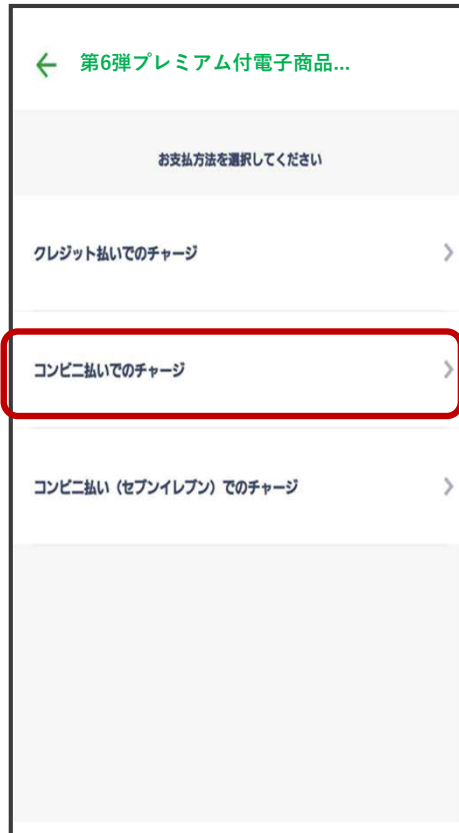 第6弾プレミアム付電子商品...
お支払方法を選択してください
クレジット払いでのチャージ
コンビニ払いでのチャージ
コンビニ払い（セブンイレブン）でのチャージ